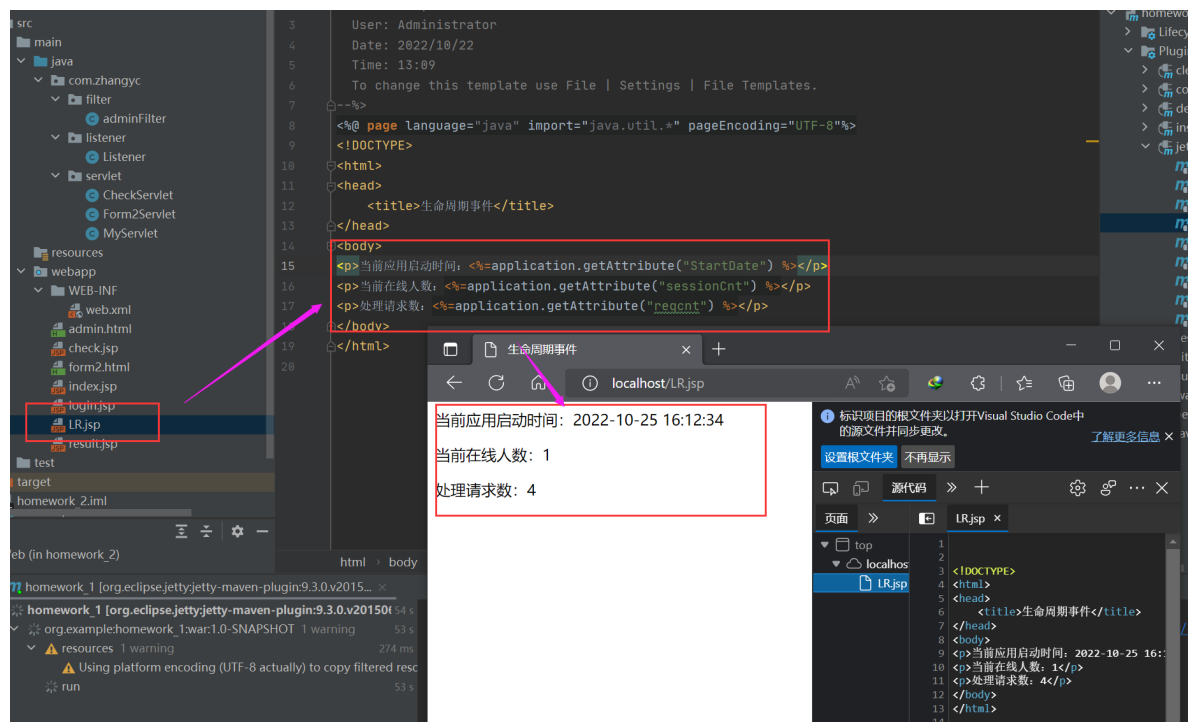 src
main
java
com.zhangyc
filter
adminFilter
listener
Listener
servlet
CheckServlet
Form2Servlet
MyServlet
resources
webapp
WEB-INF
web.xml
admin.html
check.jsp
form2.html
index.jsp
login.jsp
LR.jsp
result.jsp
test
target
homework_2.iml
(in homework_2)
3 User: Administrator
4 Date: 2022/10/22
5 Time: 13:09
6 To change this template use File | Settings | File Templates.
7 --%>
8 <%@ page language="java" import="java.util.*" pageEncoding="UTF-8"%>
9 <!DOCTYPE>
10 <html>
11 <head>
12 <title>生命周期事件</title>
13 </head>
14 <body>
15 <p>当前应用启动时间：<%=application.getAttribute("StartDate") %></p>
16 <p>当前在线人数：<%=application.getAttribute("sessionCnt") %></p>
17 <p>处理请求数：<%=application.getAttribute("reqcnt") %></p>
</body>
19 </html>
20
html › body
homework_1 [org.eclipse.jetty:jetty-maven-plugin:9.3.0.v2015...
homework_1 [org.eclipse.jetty:jetty-maven-plugin:9.3.0.v20150 54 s
org.example:homework_1:war:1.0-SNAPSHOT 1 warning 53 s
resources 1 warning 274 ms
Using platform encoding (UTF-8 actually) to copy filtered
run 53 s
生命周期事件
localhost/LR.jsp
当前应用启动时间：2022-10-25 16:12:34
当前在线人数：1
处理请求数：4
标识项目的根文件夹以打开Visual Studio Code中
的源文件并同步更改。
了解更多信息
设置根文件夹 不再显示
源代码
页面
LR.jsp
top
LR.jsp
1
2
3 <!DOCTYPE>
4 <html>
5 <head>
6 <title>生命周期事件</title>
7 </head>
8 <body>
9 <p>当前应用启动时间：2022-10-25 16:
10 <p>当前在线人数：1</p>
11 <p>处理请求数：4</p>
12 </body>
13 </html>
14